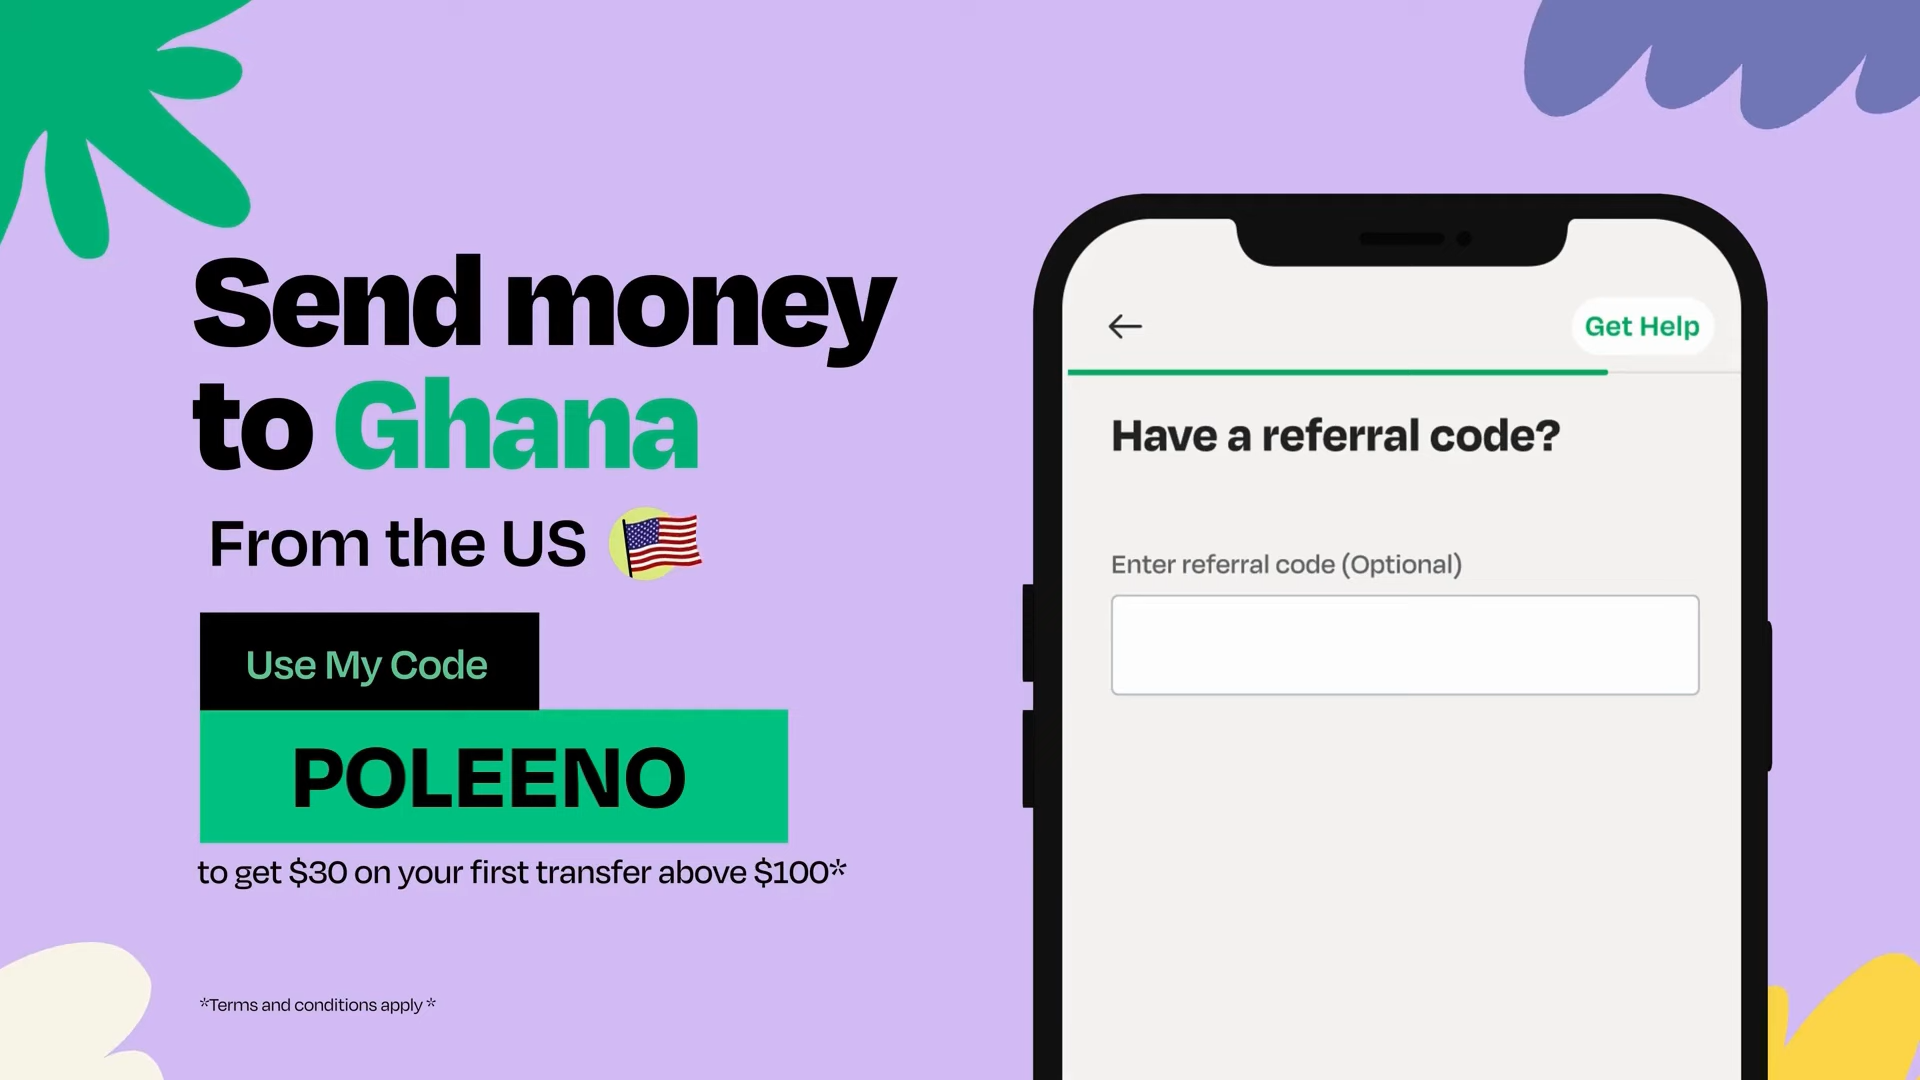 Send money
to Ghana
From the US
Use My Code
POLEENO
to get $30 on your first transfer above $100*
*Terms and conditions apply *
Get Help
Have a referral code?
Enter referral code (Optional)